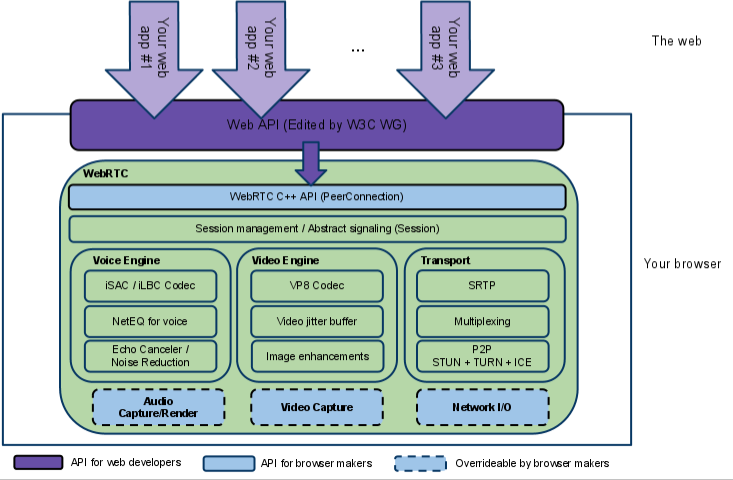 Your web
app #1
Your web
app #2
...
Your web
app #3
The web
Web API (Edited by W3C WG)
WebRTC
WebRTC C++ API (PeerConnection)
Session management / Abstract signaling (Session)
Your browser
Voice Engine
iSAC / iLBC Codec
NetEQ for voice
Echo Canceler /
Noise Reduction
Video Engine
VP8 Codec
Video jitter buffer
Image enhancements
Transport
SRTP
Multiplexing
P2P
STUN + TURN + ICE
Audio
Capture/Render
Video Capture
Network I/O
API for web developers
API for browser makers
Overrideable by browser makers